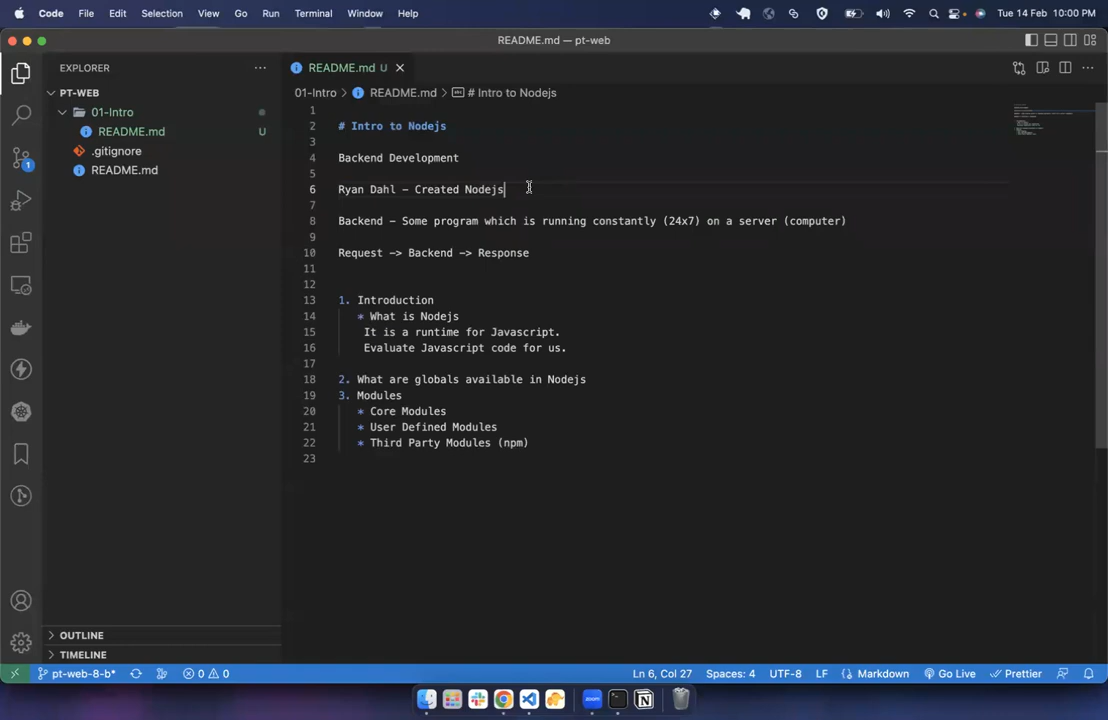 Code File Edit Selection View Go Run Terminal Window Help Tue 14 Feb 10:00 PM
README.md — pt-web
EXPLORER
PT-WEB
01-Intro
README.md U
.gitignore
README.md
OUTLINE
TIMELINE
README.md U
01-Intro > README.md > # Intro to Nodejs
1
2 # Intro to Nodejs
3
4 Backend Development
5
6 Ryan Dahl - Created Nodejs
7
8 Backend - Some program which is running constantly (24x7) on a server (computer)
9
10 Request -> Backend -> Response
11
12
13 1. Introduction
14 * What is Nodejs
15 It is a runtime for Javascript.
16 Evaluate Javascript code for us.
17
18 2. What are globals available in Nodejs
19 3. Modules
20 * Core Modules
21 * User Defined Modules
22 * Third Party Modules (npm)
23
1
pt-web-8-b* 0 0 Ln 6, Col 27 Spaces: 4 UTF-8 LF Markdown Go Live Prettier
zoom